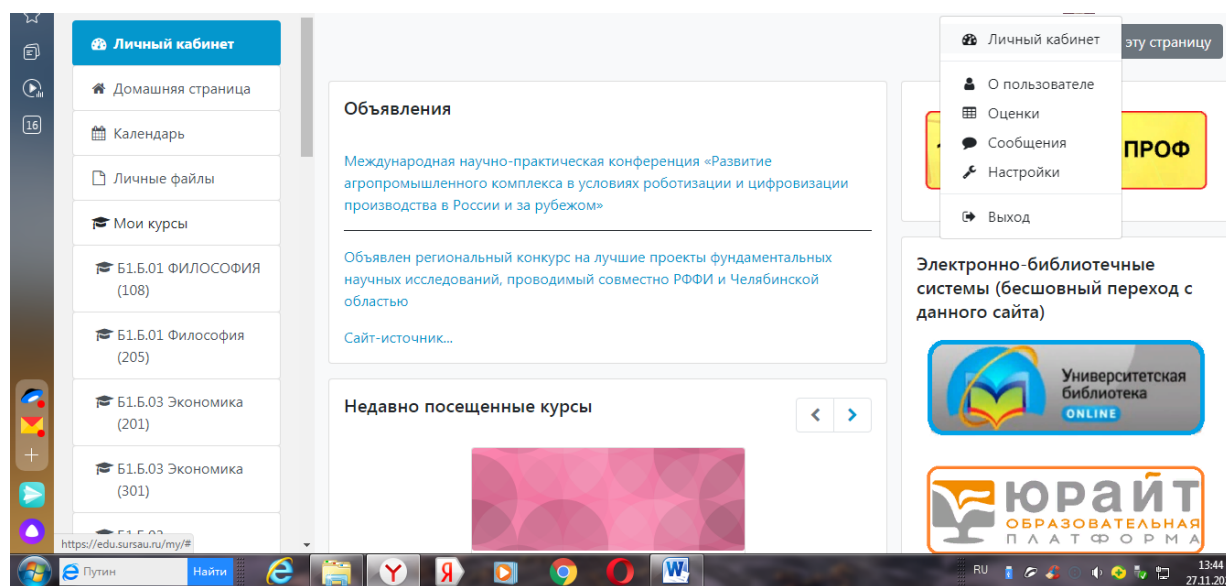 Личный кабинет
Домашняя страница
Календарь
Личные файлы
Мои курсы
Б1.Б.01 ФИЛОСОФИЯ
(108)
Б1.Б.01 Философия
(205)
Б1.Б.03 Экономика
(201)
Б1.Б.03 Экономика
(301)
https://edu.sursau.ru/my/#
16
Объявления
Международная научно-практическая конференция «Развитие
агропромышленного комплекса в условиях роботизации и цифровизации
производства в России и за рубежом»
Объявлен региональный конкурс на лучшие проекты фундаментальных
научных исследований, проводимый совместно РФФИ и Челябинской
областью
Сайт-источник...
Недавно посещенные курсы
Личный кабинет
О пользователе
Оценки
Сообщения
Настройки
Выход
эту страницу
ПРОФ
Электронно-библиотечные
системы (бесшовный переход с
данного сайта)
Университетская
библиотека
ONLINE
юрайт
ОБРАЗОВАТЕЛЬНАЯ
ПЛАТФОРМА
Путин
Найти
RU
13:44
27.11.20